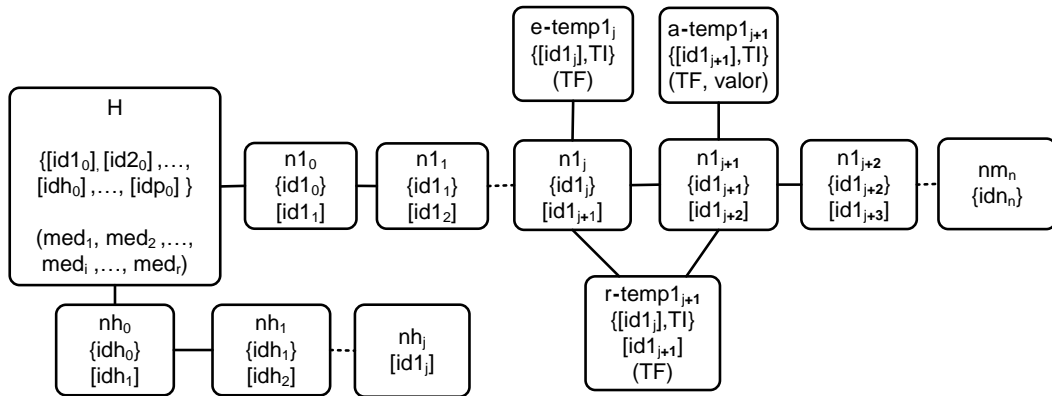 e-temp1j
{[id1j],TI}
(TF)
a-temp1j+1
{[id1j+1],TI}
(TF, valor)
H
{[id10], [id20] ,...,
[idh0] ,..., [idp0] }
(med1, med2 ,...,
medi ,..., medr)
n10
{id10}
[id11]
n11
{id11}
[id12]
n1j
{id1j}
[id1j+1]
n1j+1
{id1j+1}
[id1j+2]
n1j+2
{id1j+2}
[id1j+3]
nmn
{idnn}
r-temp1j+1
{[id1j],TI}
[id1j+1]
(TF)
nh0
{idh0}
[idh1]
nh1
{idh1}
[idh2]
nhj
[id1j]